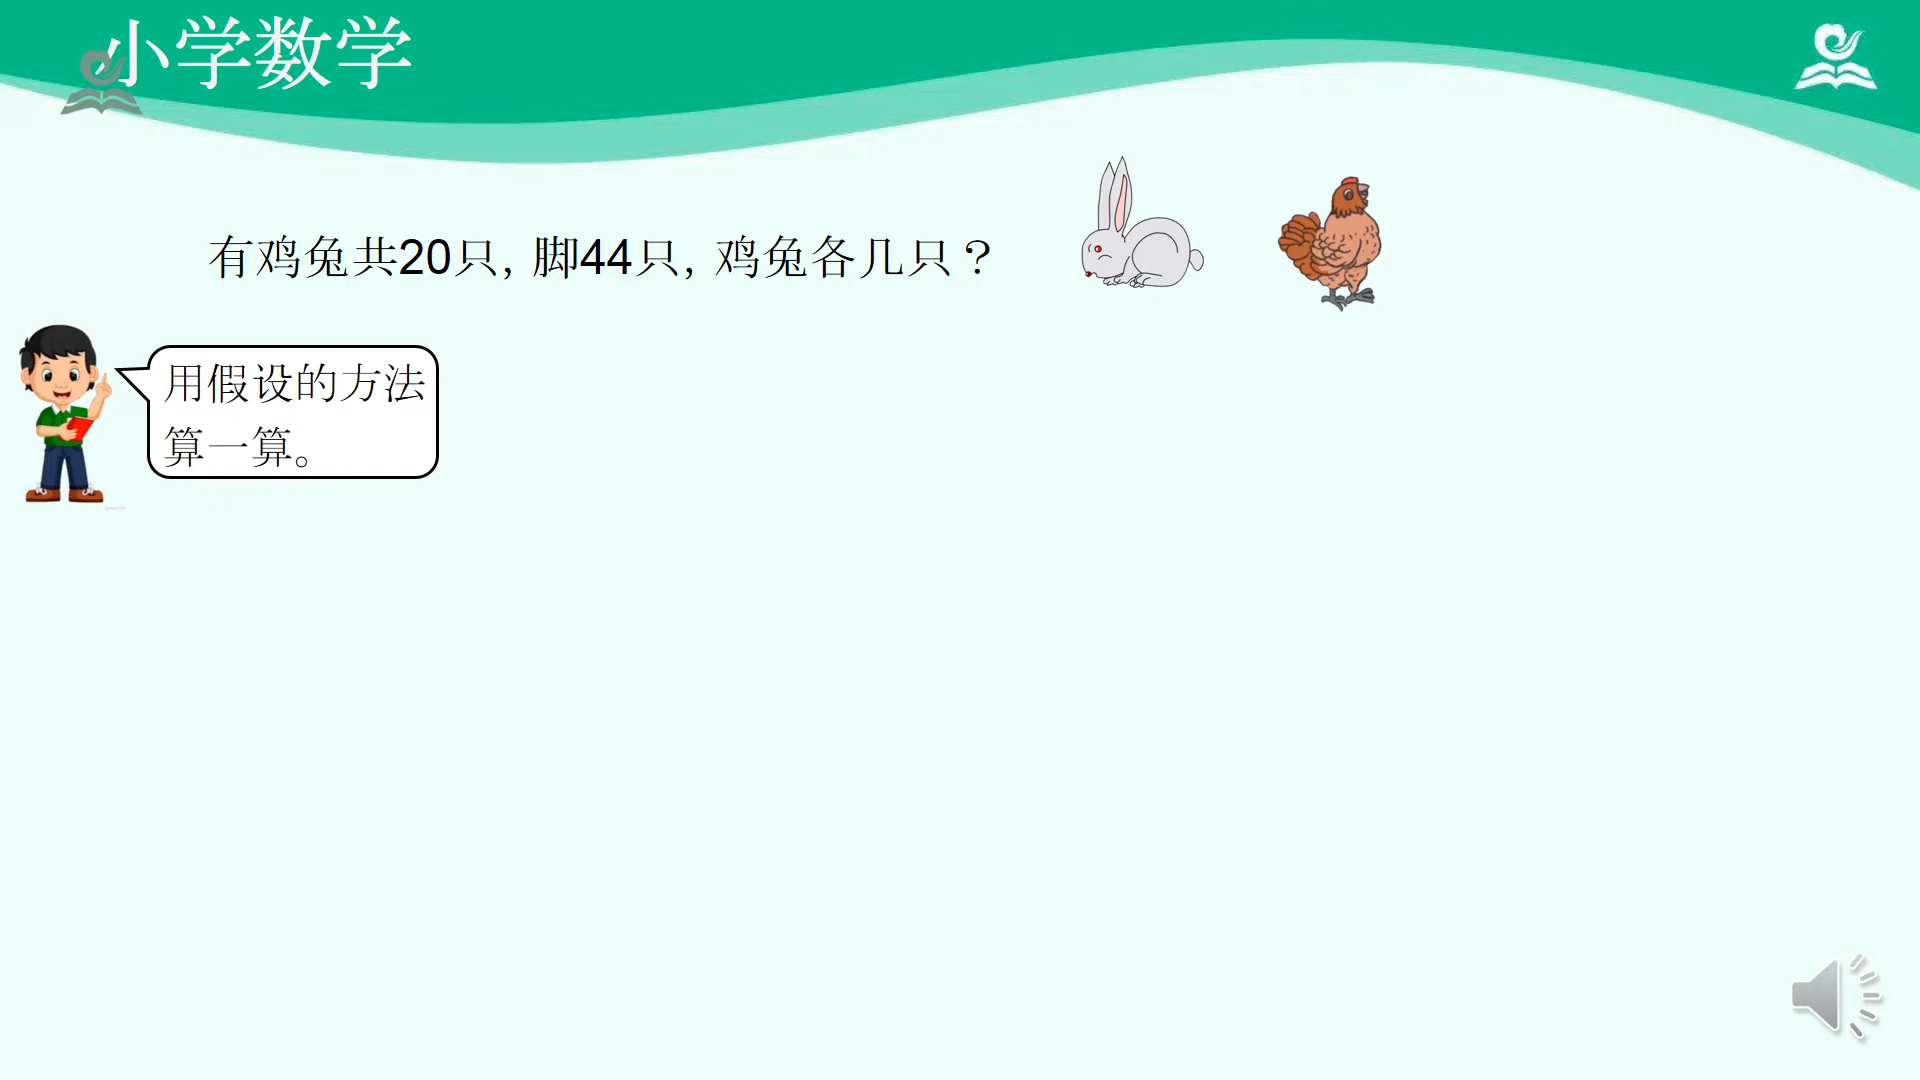 小学数学
有鸡兔共20只, 脚44只, 鸡兔各几只？
用假设的方法
算一算。